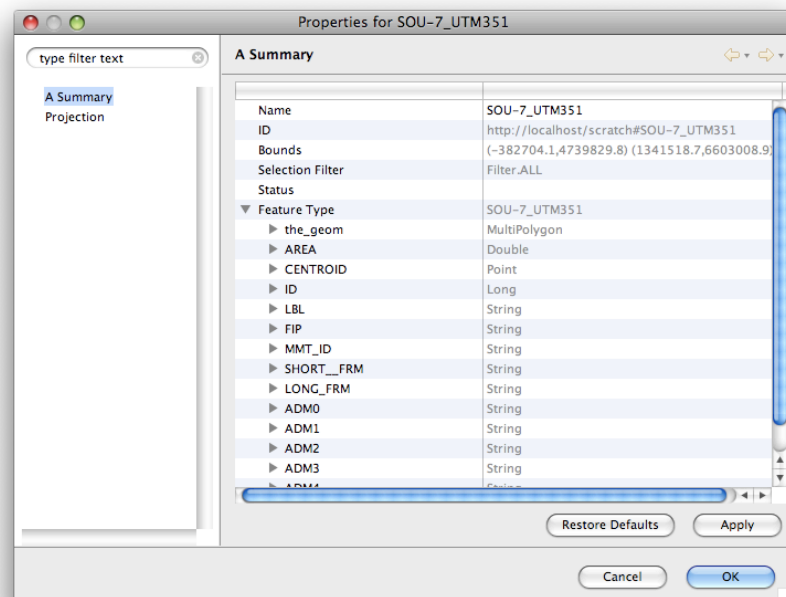 Properties for SOU-7_UTM351
type filter text
A Summary
Projection
A Summary
Name
SOU-7_UTM351
ID
http://localhost/scratch#SOU-7_UTM351
Bounds
(-382704.1,4739829.8) (1341518.7,6603008.9)
Selection Filter
Filter.ALL
Status
Feature Type
SOU-7_UTM351
the_geom
MultiPolygon
AREA
Double
CENTROID
Point
ID
Long
LBL
String
FIP
String
MMT_ID
String
SHORT__FRM
String
LONG_FRM
String
ADM0
String
ADM1
String
ADM2
String
ADM3
String
ADM4
String
Restore Defaults
Apply
Cancel
OK